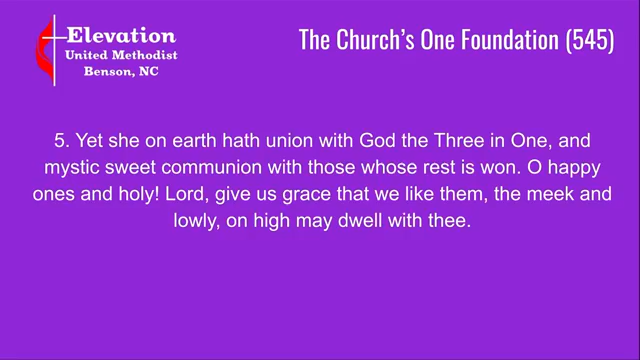 Elevation
United Methodist
Benson, NC
The Church's One Foundation (545)
5. Yet she on earth hath union with God the Three in One, and
mystic sweet communion with those whose rest is won. O happy
ones and holy! Lord, give us grace that we like them, the meek and
lowly, on high may dwell with thee.